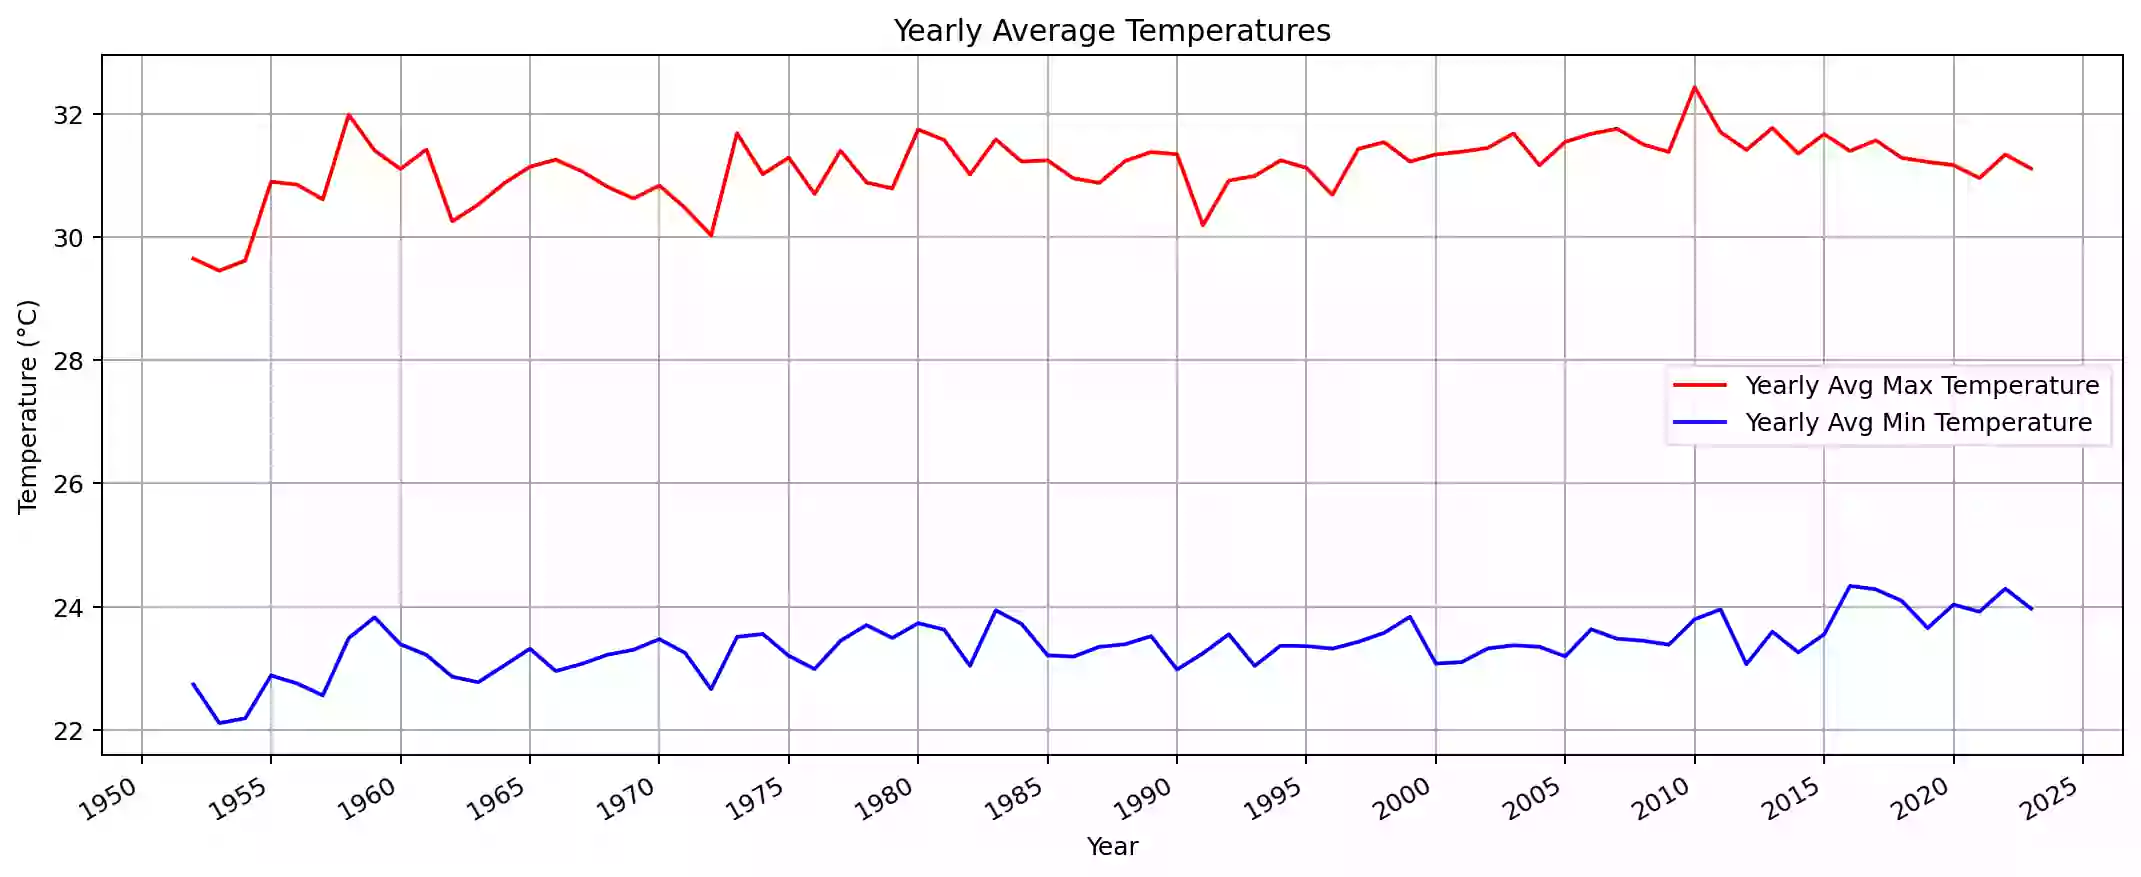 Yearly Average Temperatures
Temperature (°C)
32
30
28
26
24
22
Yearly Avg Max Temperature
Yearly Avg Min Temperature
1950 1955 1960 1965 1970 1975 1980 1985 1990 1995 2000 2005 2010 2015 2020 2025
Year